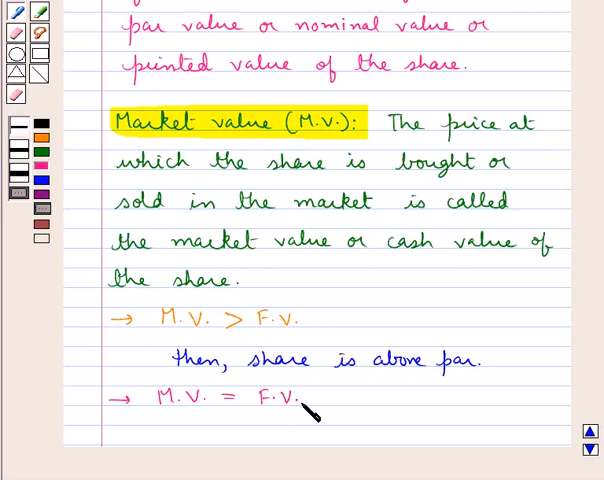 par value or nominal value or
printed value of the share.
Market value (M.V.): The price at
which the share is bought or
sold in the market is called
the market value or cash value of
the share.
→ M.V. > F.V.
then, share is above par.
→ M.V. = F.V.